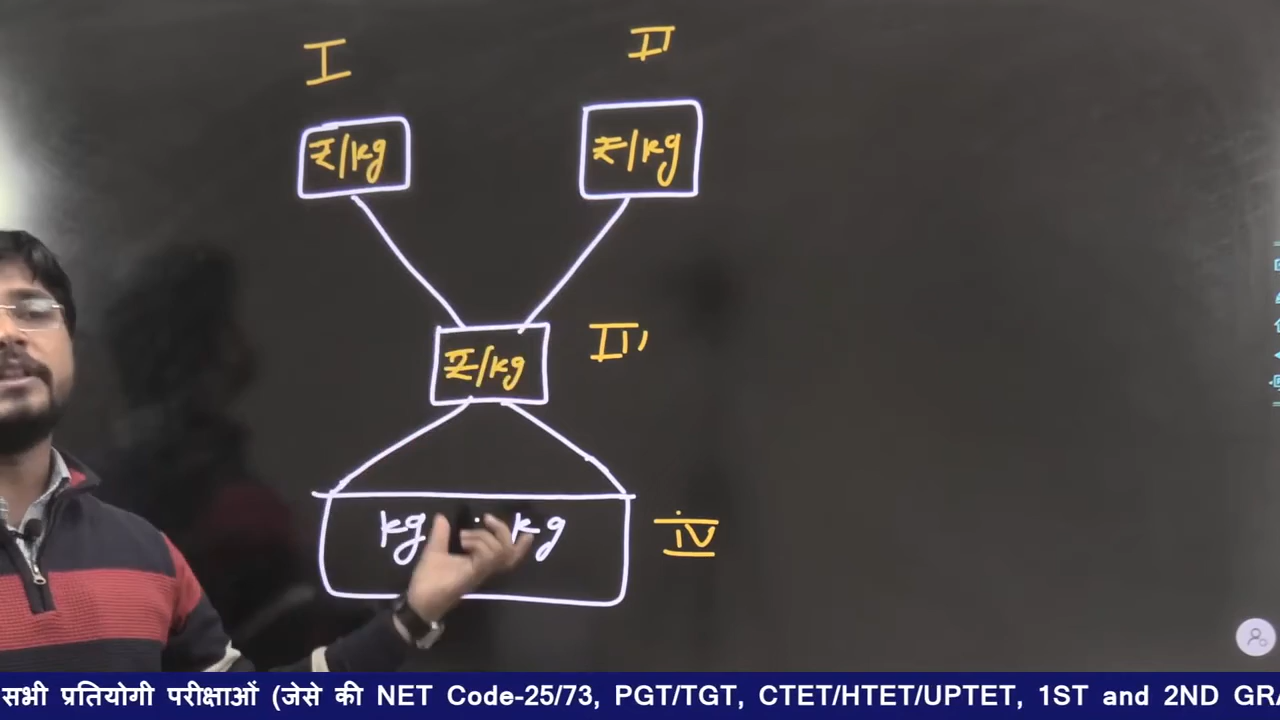 I II
₹/kg ₹/kg
₹/kg III
kg : kg IV
सभी प्रतियोगी परीक्षाओं (जेसे की NET Code-25/73, PGT/TGT, CTET/HTET/UPTET, 1ST and 2ND GRA